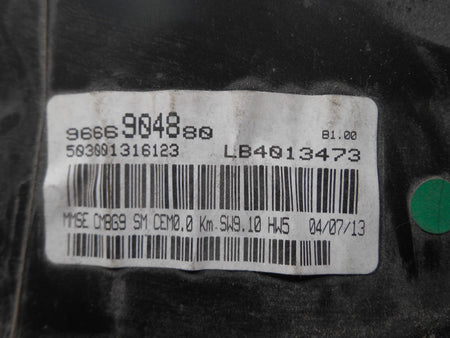 9666904880 B1.00
503001316123 LB4013473
MMSE CMBG9 SM CEM0.0 Km SW9.10 HW5 04/07/13